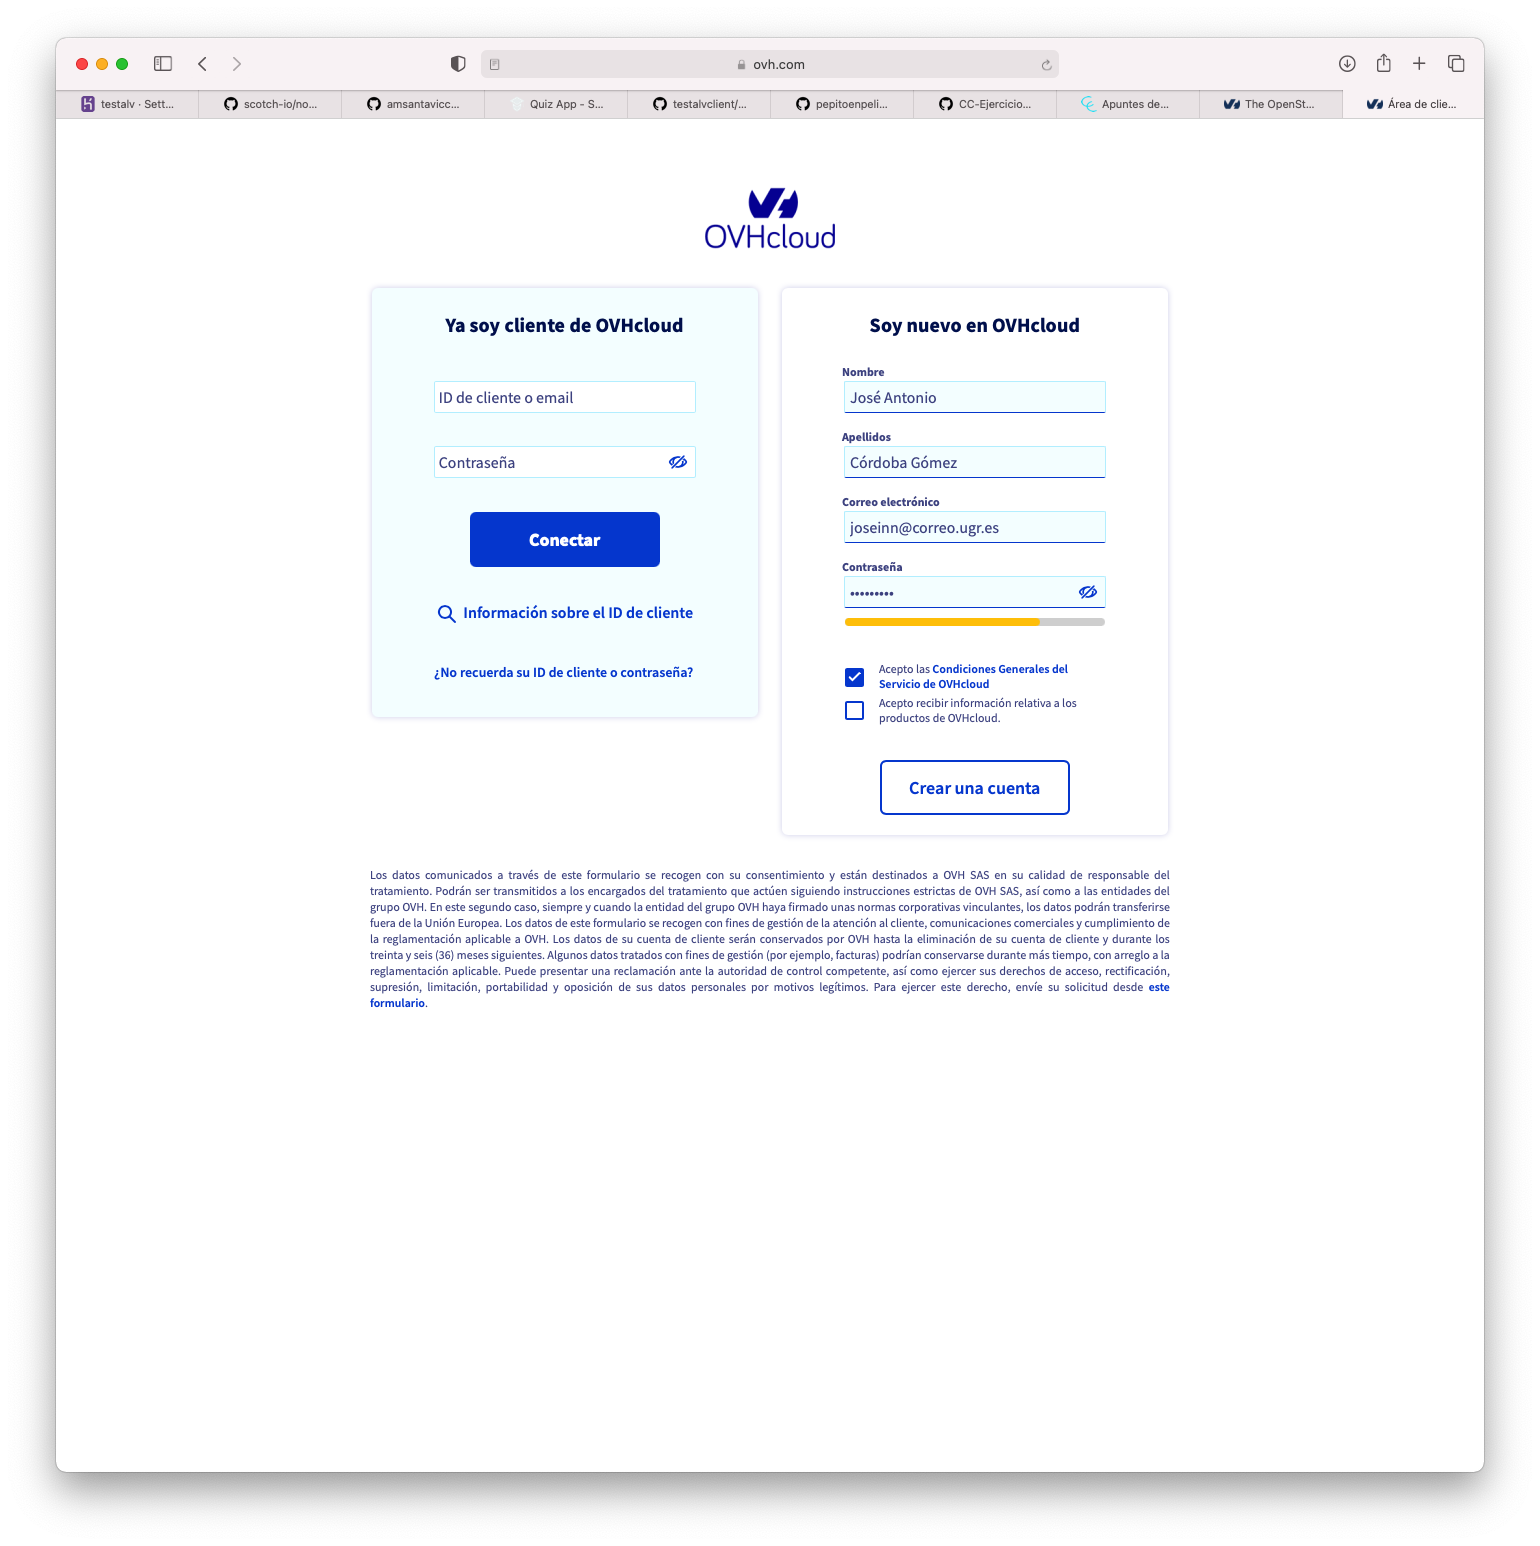 ovh.com
testalv · Sett...
scotch-io/no...
amsantavicc...
Quiz App - S...
testalvclient/...
pepitoenpeli...
CC-Ejercicio...
Apuntes de...
The OpenSt...
Área de clie...
OVHcloud
Ya soy cliente de OVHcloud
ID de cliente o email
Contraseña
Conectar
Información sobre el ID de cliente
¿No recuerda su ID de cliente o contraseña?
Soy nuevo en OVHcloud
Nombre
José Antonio
Apellidos
Córdoba Gómez
Correo electrónico
joseinn@correo.ugr.es
Contraseña
•••••••••
Acepto las Condiciones Generales del
Servicio de OVHcloud
Acepto recibir información relativa a los
productos de OVHcloud.
Crear una cuenta
Los datos comunicados a través de este formulario se recogen con su consentimiento y están destinados a OVH SAS en su calidad de responsable del
tratamiento. Podrán ser transmitidos a los encargados del tratamiento que actúen siguiendo instrucciones estrictas de OVH SAS, así como a las entidades del
grupo OVH. En este segundo caso, siempre y cuando la entidad del grupo OVH haya firmado unas normas corporativas vinculantes, los datos podrán transferirse
fuera de la Unión Europea. Los datos de este formulario se recogen con fines de gestión de la atención al cliente, comunicaciones comerciales y cumplimiento de
la reglamentación aplicable a OVH. Los datos de su cuenta de cliente serán conservados por OVH hasta la eliminación de su cuenta de cliente y durante los
treinta y seis (36) meses siguientes. Algunos datos tratados con fines de gestión (por ejemplo, facturas) podrían conservarse durante más tiempo, con arreglo a la
reglamentación aplicable. Puede presentar una reclamación ante la autoridad de control competente, así como ejercer sus derechos de acceso, rectificación,
supresión, limitación, portabilidad y oposición de sus datos personales por motivos legítimos. Para ejercer este derecho, envíe su solicitud desde este
formulario.